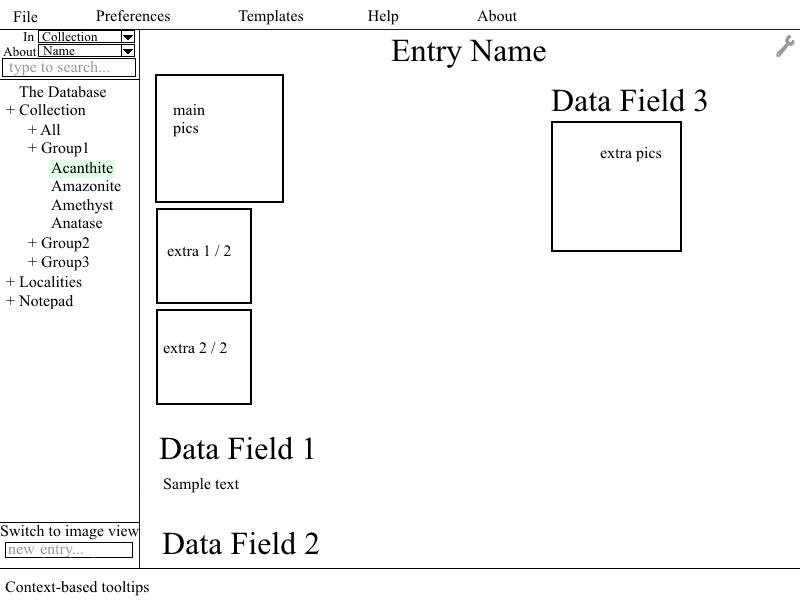 File Preferences Templates Help About
In Collection
About Name
type to search...
The Database
+ Collection
+ All
+ Group1
Acanthite
Amazonite
Amethyst
Anatase
+ Group2
+ Group3
+ Localities
+ Notepad
Switch to image view
new entry...
Entry Name
main
pics
extra 1 / 2
extra 2 / 2
Data Field 1
Sample text
Data Field 2
Data Field 3
extra pics
Context-based tooltips